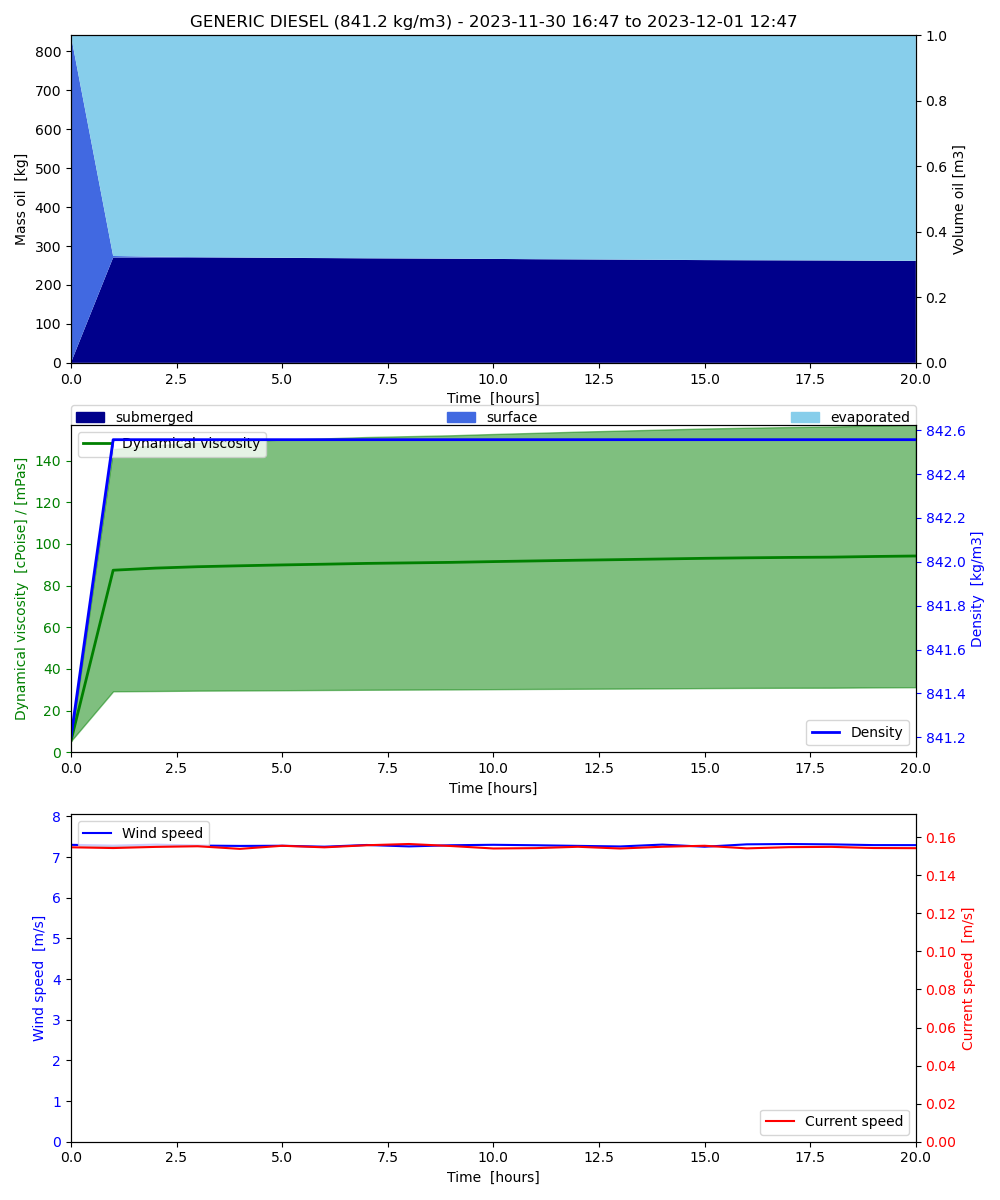 GENERIC DIESEL (841.2 kg/m3) - 2023-11-30 16:47 to 2023-12-01 12:47
Mass oil [kg]
800
700
600
500
400
300
200
100
0
1.0
0.8
0.6
0.4
0.2
0.0
Volume oil [m3]
0.0 2.5 5.0 7.5 10.0 12.5 15.0 17.5 20.0
Time [hours]
submerged surface evaporated
Dynamical viscosity
Dynamical viscosity [cPoise] / [mPas]
140
120
100
80
60
40
20
0
842.6
842.4
842.2
842.0
841.8
841.6
841.4
841.2
Density [kg/m3]
Density
0.0 2.5 5.0 7.5 10.0 12.5 15.0 17.5 20.0
Time [hours]
Wind speed
Wind speed [m/s]
8
7
6
5
4
3
2
1
0
0.16
0.14
0.12
0.10
0.08
0.06
0.04
0.02
0.00
Current speed [m/s]
Current speed
0.0 2.5 5.0 7.5 10.0 12.5 15.0 17.5 20.0
Time [hours]